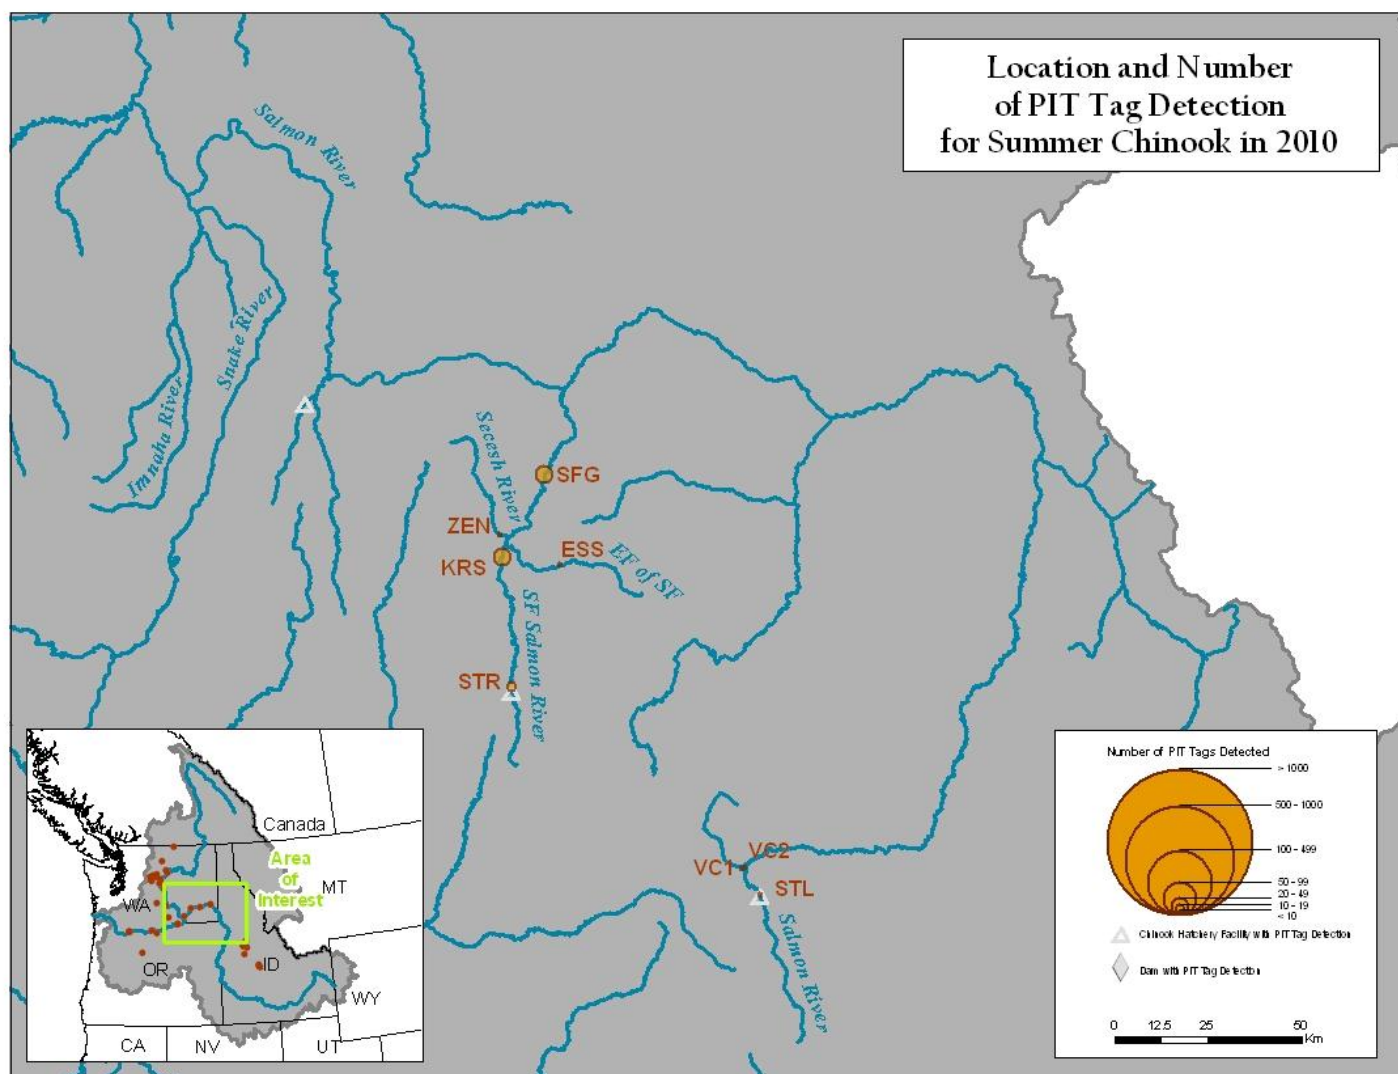 Location and Number
of PIT Tag Detection
for Summer Chinook in 2010
Salmon River
Snake River
Imnaha River
Secesh River
SFG
ZEN
ESS
KRS
EF of SF
SF Salmon River
STR
VC2
VC1
STL
Salmon River
Canada
Area
of
Interest
MT
WA
OR
ID
WY
CA
NV
UT
Number of PIT Tags Detected
> 1000
500 - 1000
100 - 499
50 - 99
20 - 49
10 - 19
< 10
Chinook Hatchery Facility with PIT Tag Detection
Dam with PIT Tag Detection
0 12.5 25 50
Km